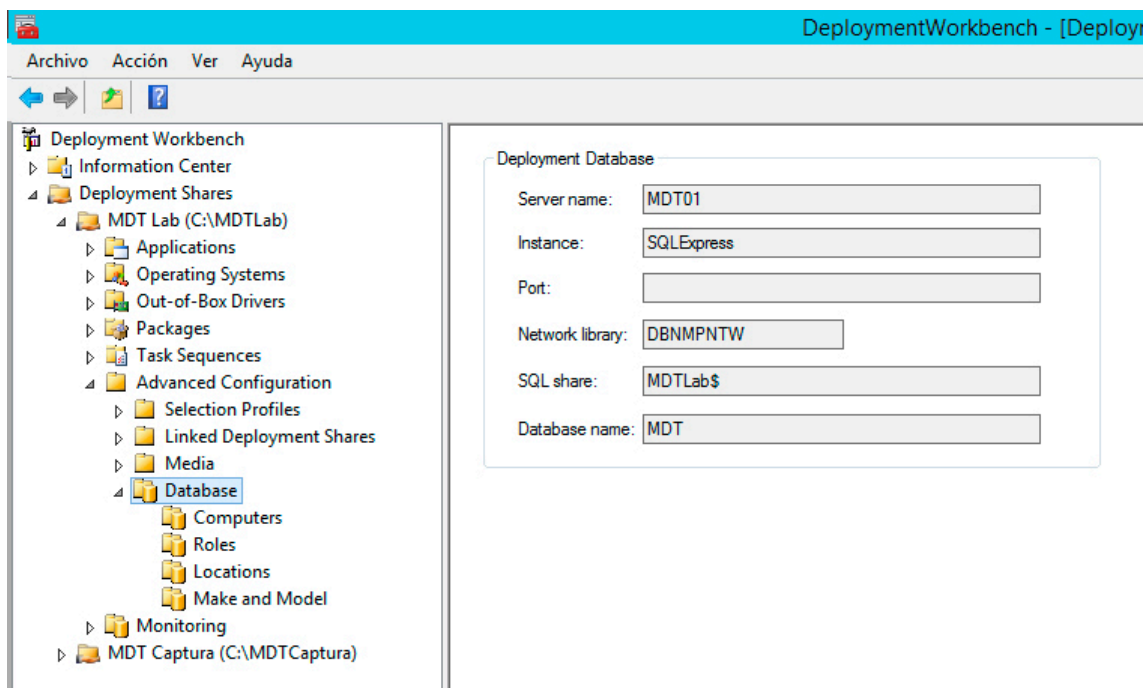 DeploymentWorkbench - [Deployn
Archivo Acción Ver Ayuda
Deployment Workbench
Information Center
Deployment Shares
MDT Lab (C:\MDTLab)
Applications
Operating Systems
Out-of-Box Drivers
Packages
Task Sequences
Advanced Configuration
Selection Profiles
Linked Deployment Shares
Media
Database
Computers
Roles
Locations
Make and Model
Monitoring
MDT Captura (C:\MDTCaptura)
Deployment Database
Server name: MDT01
Instance: SQLExpress
Port:
Network library: DBNMPNTW
SQL share: MDTLab$
Database name: MDT